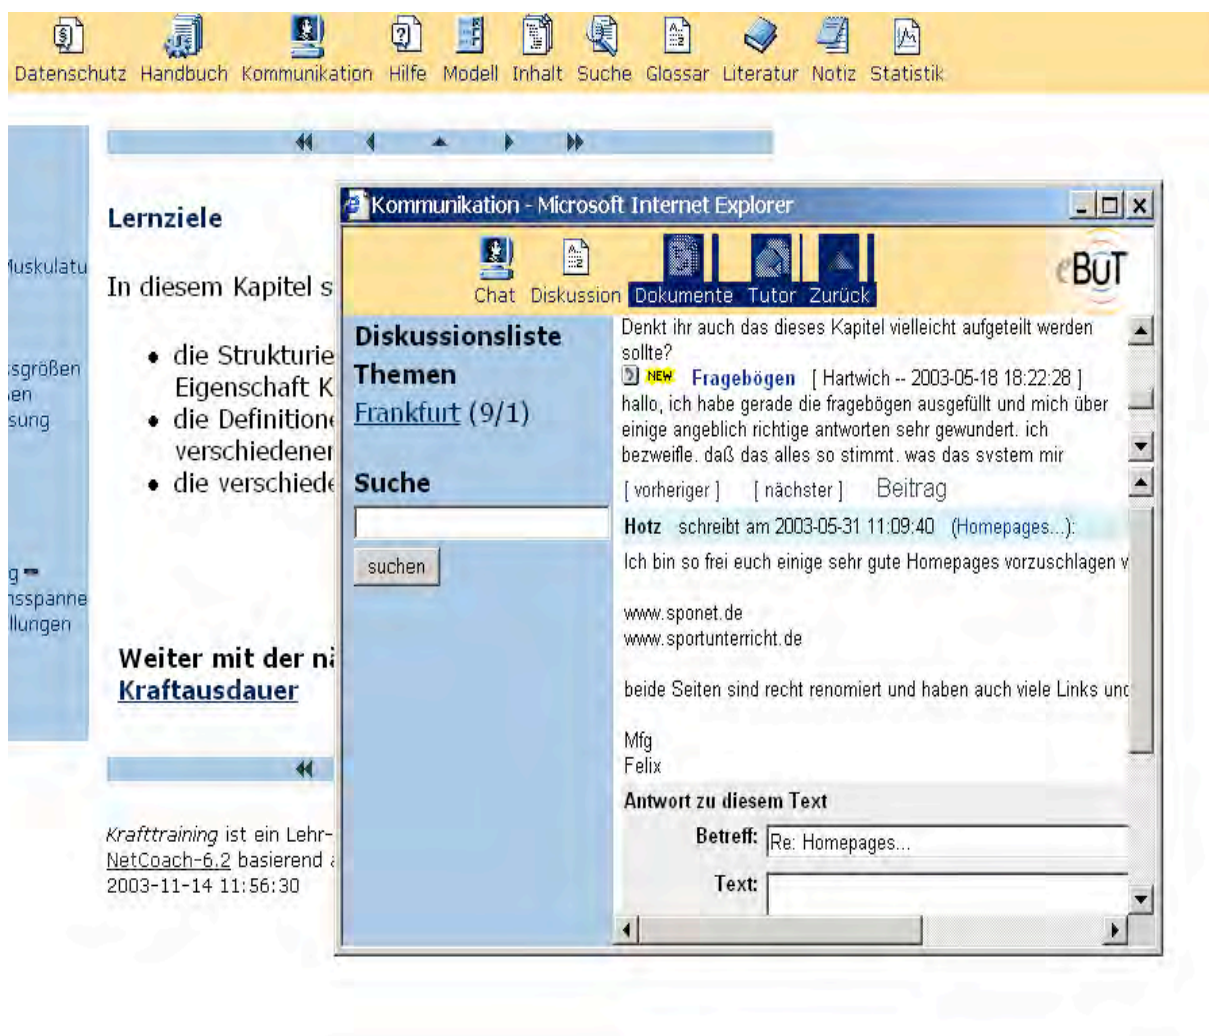 Datenschutz Handbuch Kommunikation Hilfe Modell Inhalt Suche Glossar Literatur Notiz Statistik
Muskulatu
sgrößen
en
sung
g
sspanne
llungen
Lernziele
In diesem Kapitel s
die Strukturie
Eigenschaft K
die Definition
verschiedener
die verschied
Weiter mit der nä
Kraftausdauer
Krafttraining ist ein Lehr-
NetCoach-6.2 basierend
2003-11-14 11:56:30
Kommunikation - Microsoft Internet Explorer
Chat Diskussion Dokumente Tutor Zurück
eBuT
Diskussionsliste
Themen
Frankfurt (9/1)
Suche
suchen
Denkt ihr auch das dieses Kapitel vielleicht aufgeteilt werden
sollte?
NEW Fragebögen [ Hartwich -- 2003-05-18 18:22:28 ]
hallo, ich habe gerade die fragebögen ausgefüllt und mich über
einige angeblich richtige antworten sehr gewundert. ich
bezweifle, daß das alles so stimmt. was das system mir
[ vorheriger ] [ nächster ] Beitrag
Hotz schreibt am 2003-05-31 11:09:40 (Homepages...):
Ich bin so frei euch einige sehr gute Homepages vorzuschlagen v
www.sponet.de
www.sportunterricht.de
beide Seiten sind recht renomiert und haben auch viele Links und
Mfg
Felix
Antwort zu diesem Text
Betreff: Re: Homepages...
Text: